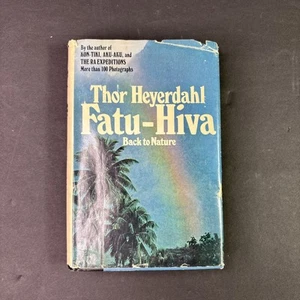 By the author of
KON-TIKI, AKU-AKU, and
THE RA EXPEDITIONS
More than 100 Photographs
Thor Heyerdahl
Fatu-Hiva
Back to Nature